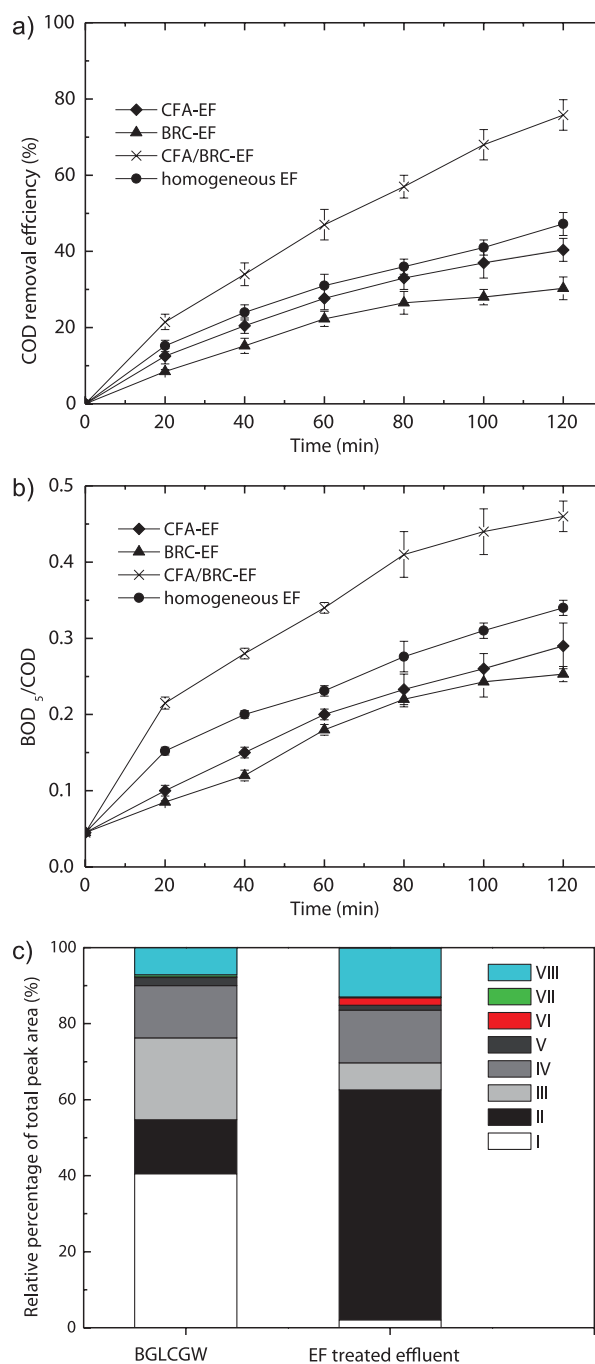 a)
100
80
60
40
20
0
COD removal effciency (%)
CFA-EF
BRC-EF
CFA/BRC-EF
homogeneous EF
0 20 40 60 80 100 120
Time (min)
b)
0.5
0.4
0.3
0.2
0.1
0.0
BOD5/COD
CFA-EF
BRC-EF
CFA/BRC-EF
homogeneous EF
0 20 40 60 80 100 120
Time (min)
c)
100
80
60
40
20
0
Relative percentage of total peak area (%)
VIII
VII
VI
V
IV
III
II
I
BGLCGW EF treated effluent